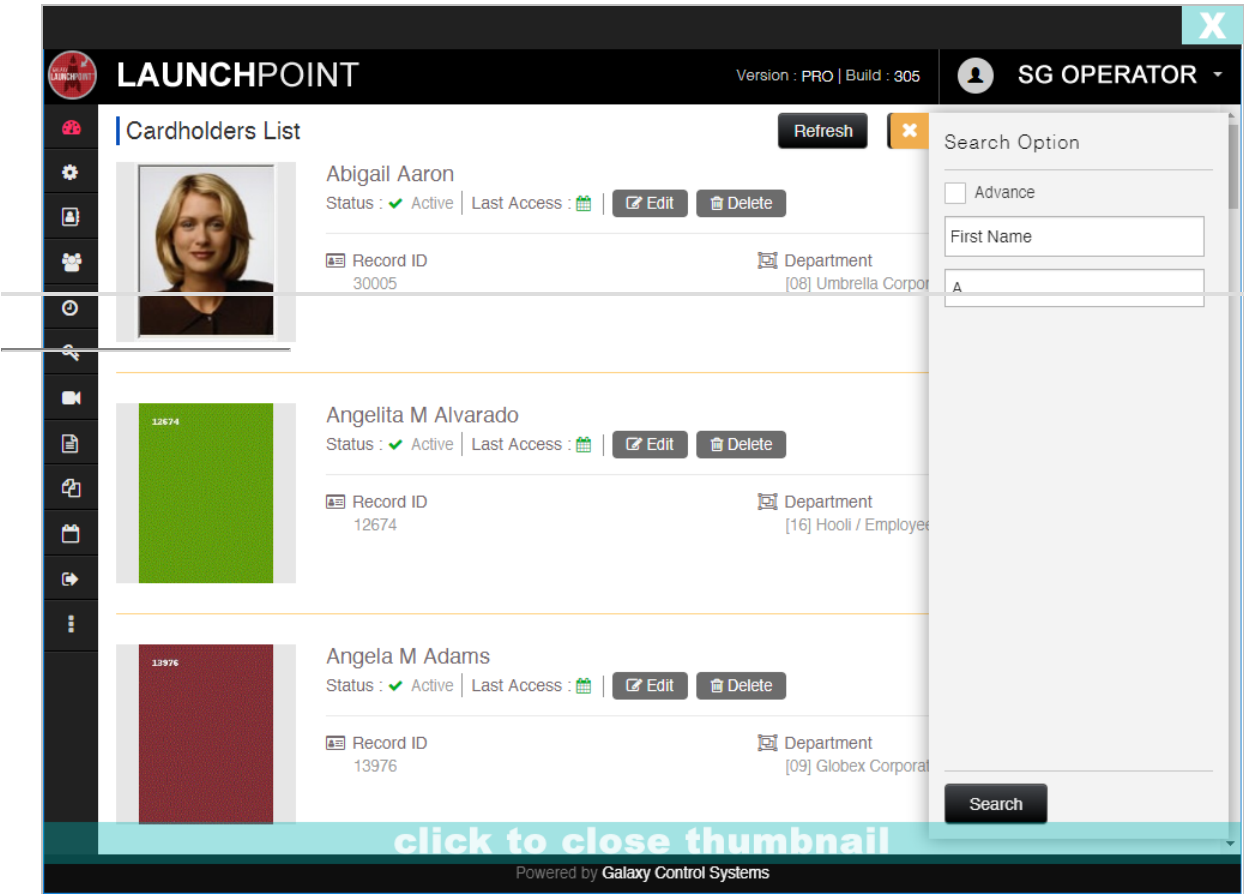 X
GALAXY
LAUNCHPOINT
LAUNCHPOINT
Version : PRO | Build : 305
SG OPERATOR
Cardholders List
Refresh
Search Option
Advance
First Name
A
Search
Abigail Aaron
Status : Active | Last Access : | Edit Delete
Record ID
30005
Department
[08] Umbrella Corpor
12674
Angelita M Alvarado
Status : Active | Last Access : | Edit Delete
Record ID
12674
Department
[16] Hooli / Employee
13976
Angela M Adams
Status : Active | Last Access : | Edit Delete
Record ID
13976
Department
[09] Globex Corporat
click to close thumbnail
Powered by Galaxy Control Systems